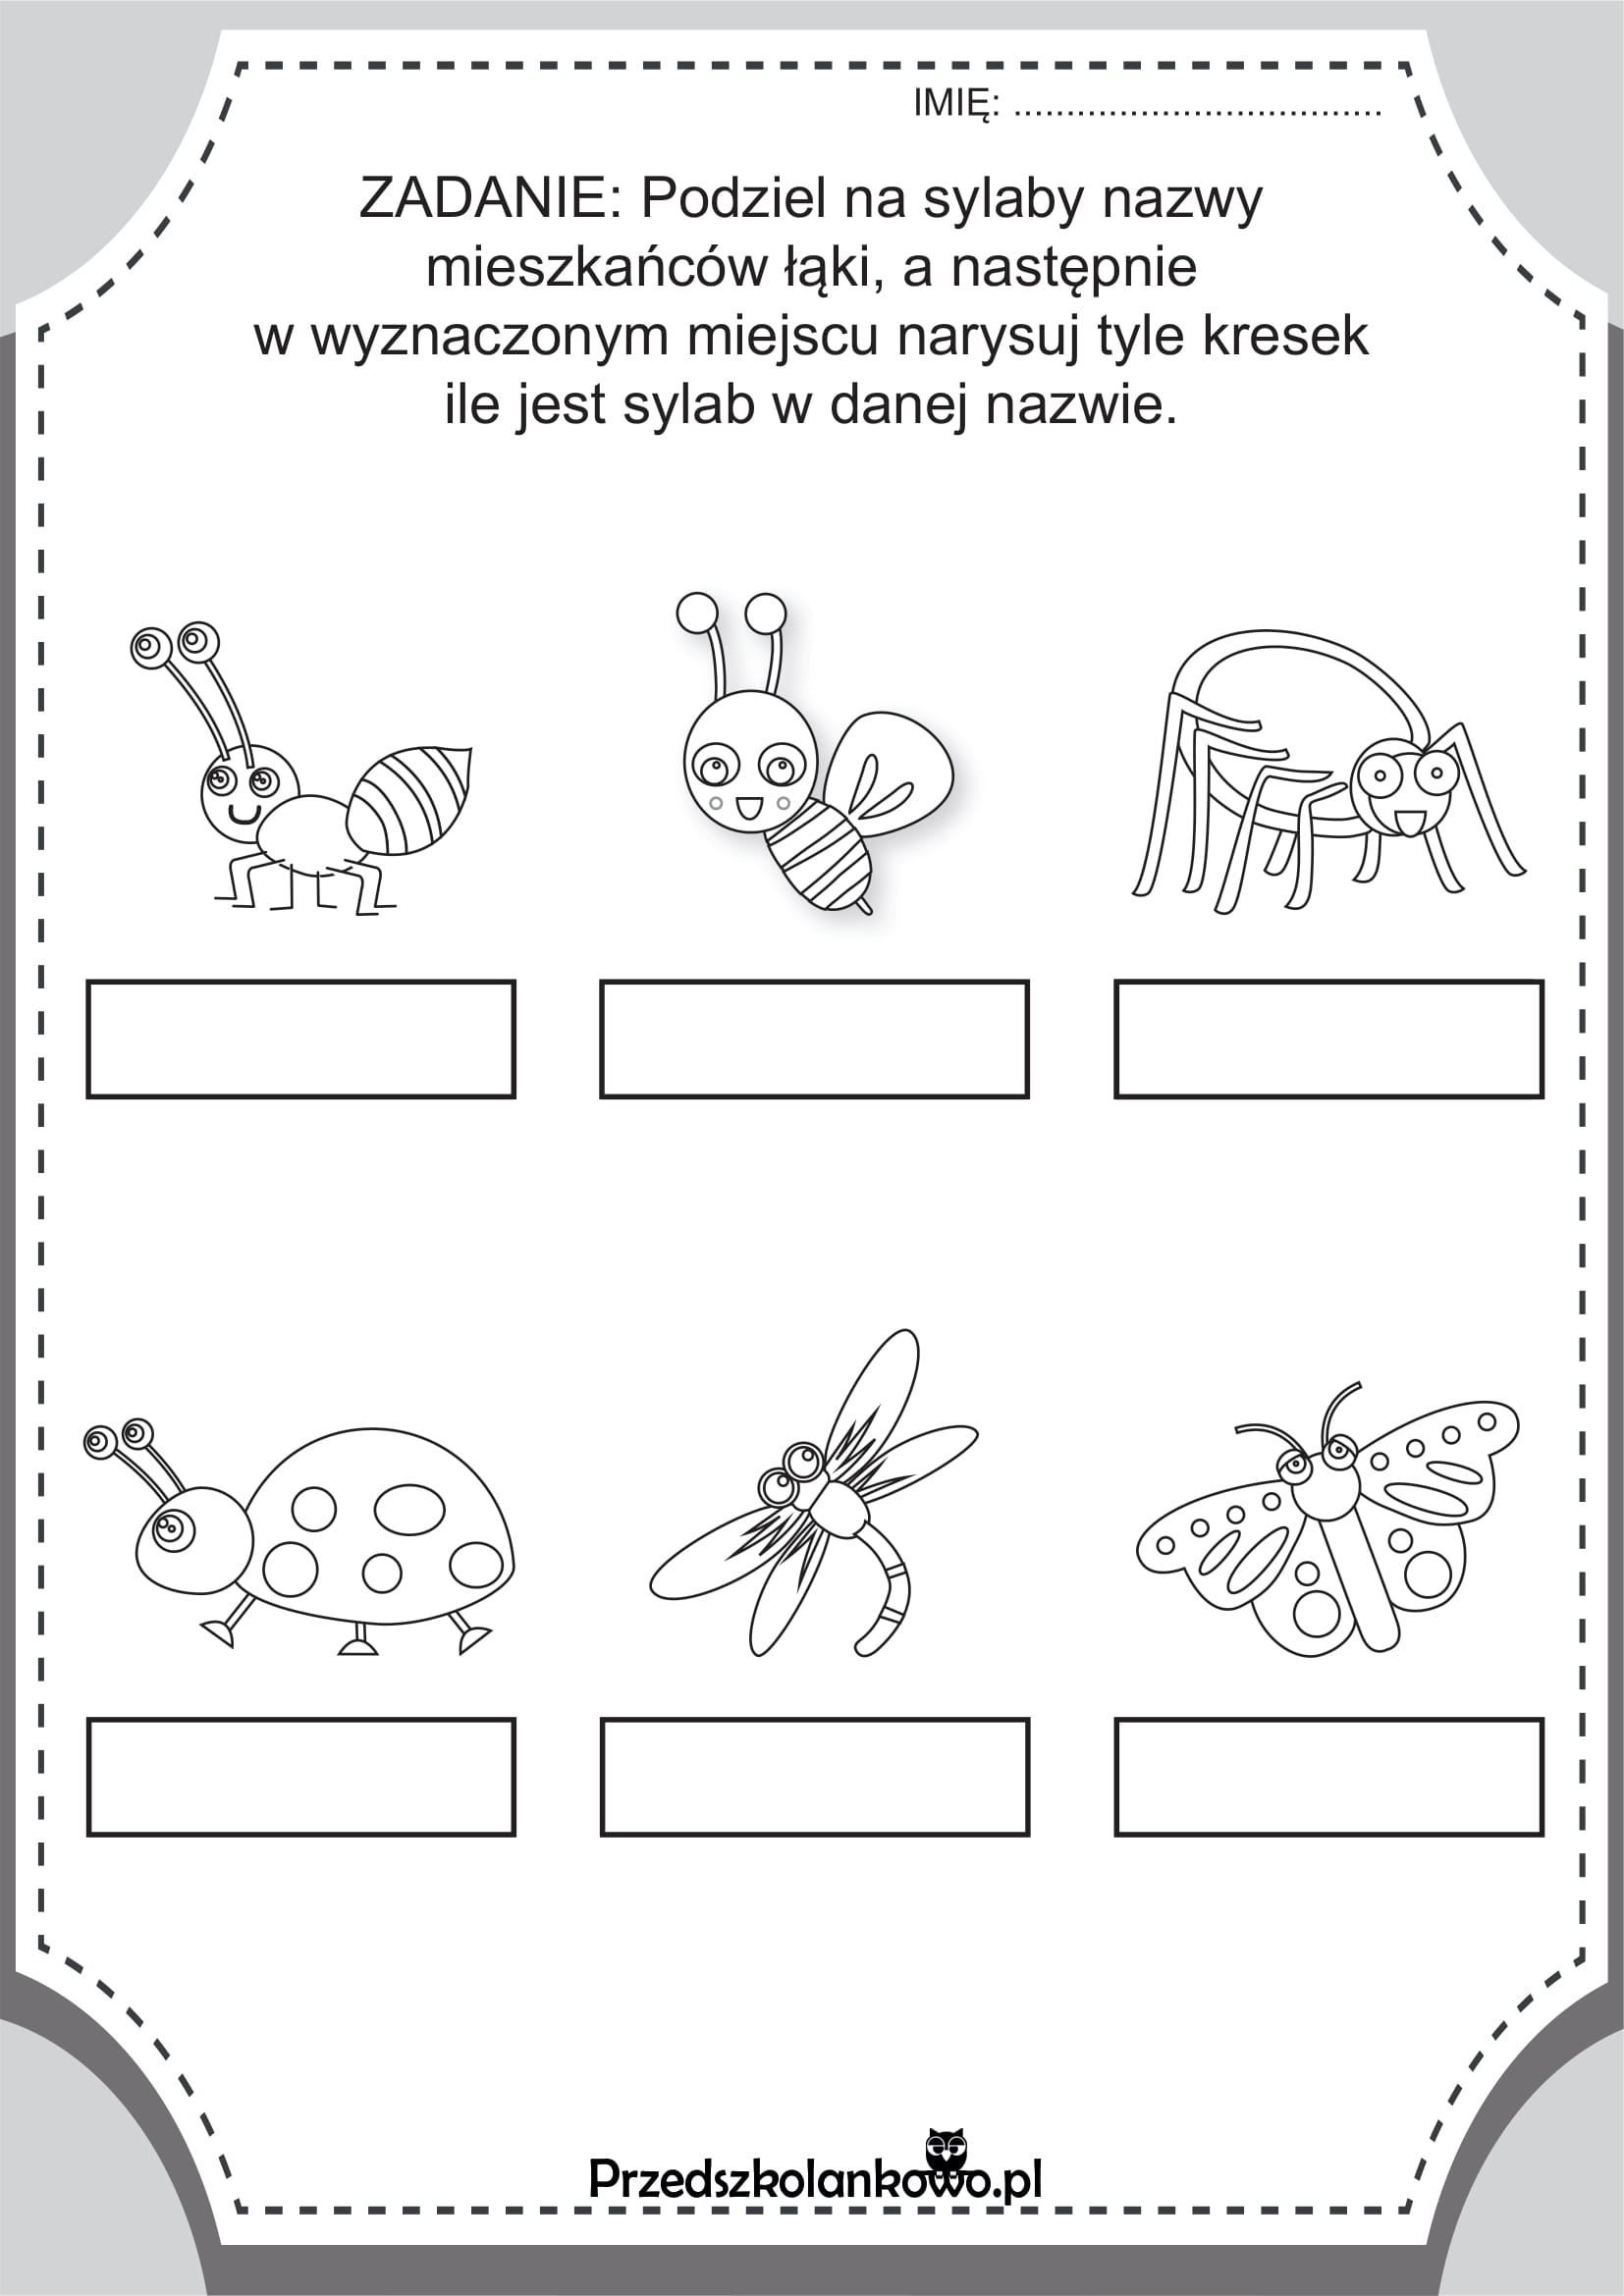 IMIĘ: ...................................
ZADANIE: Podziel na sylaby nazwy
mieszkańców łąki, a następnie
w wyznaczonym miejscu narysuj tyle kresek
ile jest sylab w danej nazwie.
Przedszkolankowo.pl